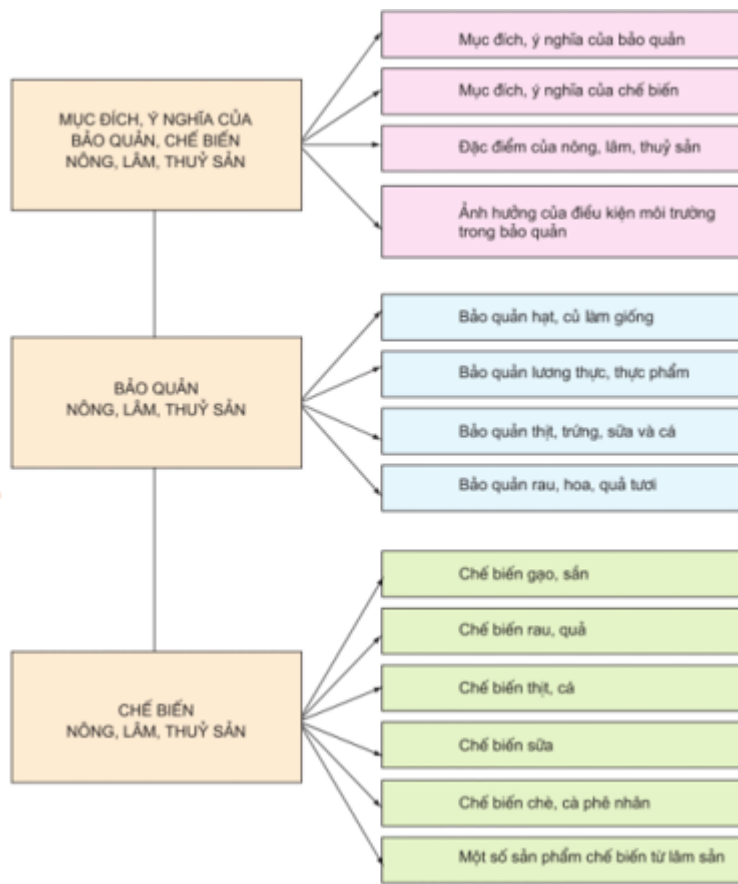 MỤC ĐÍCH, Ý NGHĨA CỦA
BẢO QUẢN, CHẾ BIẾN
NÔNG, LÂM, THUỶ SẢN
Mục đích, ý nghĩa của bảo quản
Mục đích, ý nghĩa của chế biến
Đặc điểm của nông, lâm, thuỷ sản
Ảnh hưởng của điều kiện môi trường
trong bảo quản
BẢO QUẢN
NÔNG, LÂM, THUỶ SẢN
Bảo quản hạt, củ làm giống
Bảo quản lương thực, thực phẩm
Bảo quản thịt, trứng, sữa và cá
Bảo quản rau, hoa, quả tươi
CHẾ BIẾN
NÔNG, LÂM, THUỶ SẢN
Chế biến gạo, sắn
Chế biến rau, quả
Chế biến thịt, cá
Chế biến sữa
Chế biến chè, cà phê nhân
Một số sản phẩm chế biến từ lâm sản